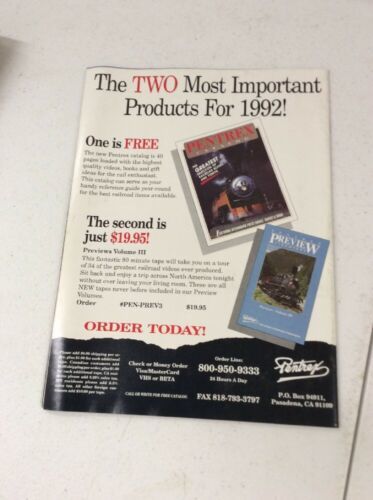 The TWO Most Important
Products For 1992!
One is FREE
The new Pentrex catalog is 40
pages loaded with the highest
quality videos, books and gift
ideas for the rail enthusiast.
This catalog can serve as your
handy reference guide year-round
for the best railroad items available.
PENTREX
GREATEST
The second is
just $19.95!
Previews Volume III
This fantastic 80 minute tape will take you on a tour
of 34 of the greatest railroad videos ever produced.
Sit back and enjoy a trip across North America tonight
without ever leaving your living room. These are all
NEW tapes never before included in our Preview
Volumes.
Order #PEN-PREV3 $19.95
PREVIEW
ORDER TODAY!
Check or Money Order
Visa/MasterCard
VHS or BETA
CALL OR WRITE FOR FREE CATALOG
Order Line:
800-950-9333
24 Hours A Day
FAX 818-793-3797
Pentrex
P.O. Box 94911,
Pasadena, CA 91109